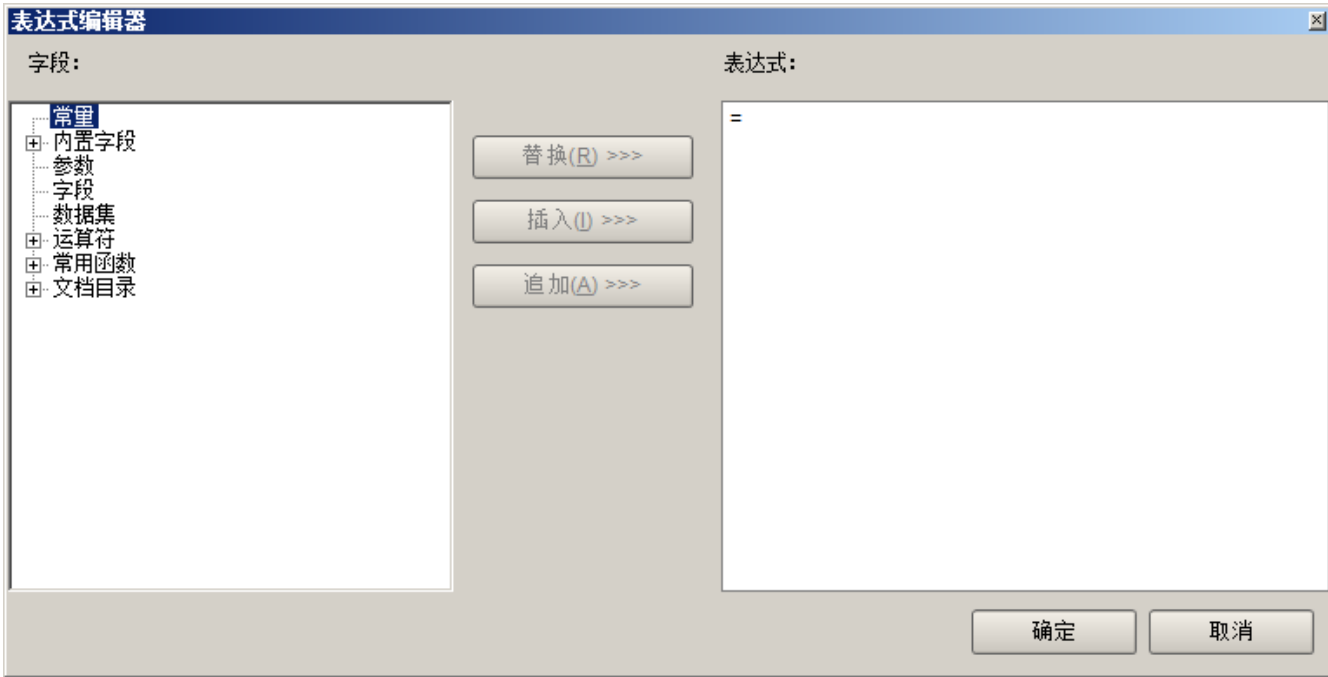 表达式编辑器
字段：
表达式：
常量
内置字段
参数
字段
数据集
运算符
常用函数
文档目录
替换(R) >>>
插入(I) >>>
追加(A) >>>
=
确定
取消